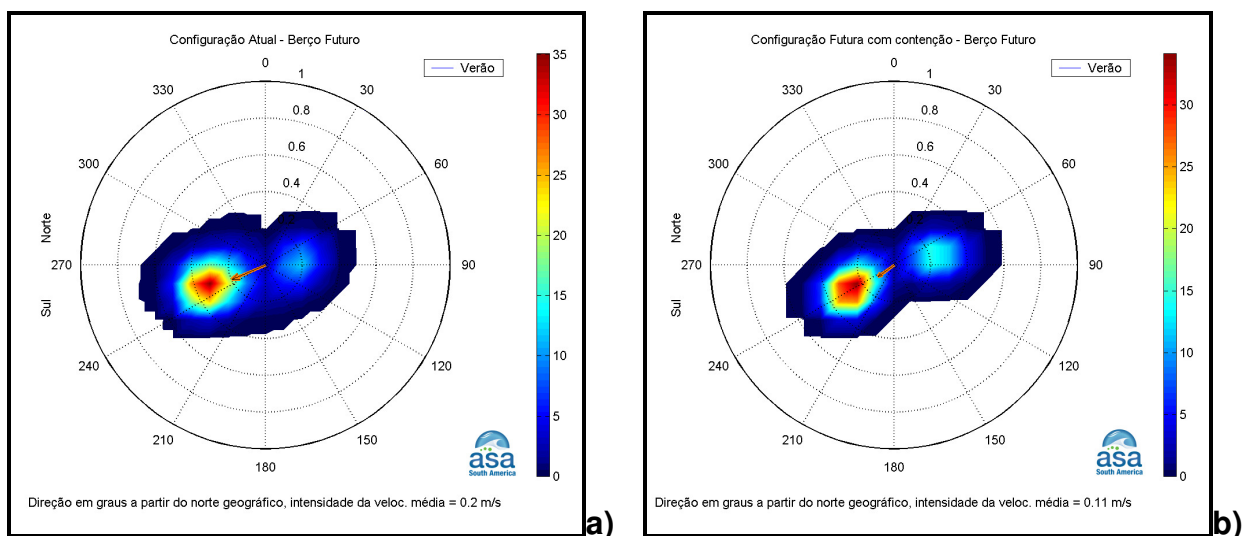 Configuração Atual - Berço Futuro
Verão
0
30
60
90
120
150
180
210
240
270
300
330
1
0.8
0.6
0.4
Norte
Sul
35
30
25
20
15
10
5
0
asa
South America
Direção em graus a partir do norte geográfico, intensidade da veloc. média = 0.2 m/s
a)
Configuração Futura com contenção - Berço Futuro
Verão
0
30
60
90
120
150
180
210
240
270
300
330
1
0.8
0.6
0.4
Norte
Sul
30
25
20
15
10
5
0
asa
South America
Direção em graus a partir do norte geográfico, intensidade da veloc. média = 0.11 m/s
b)